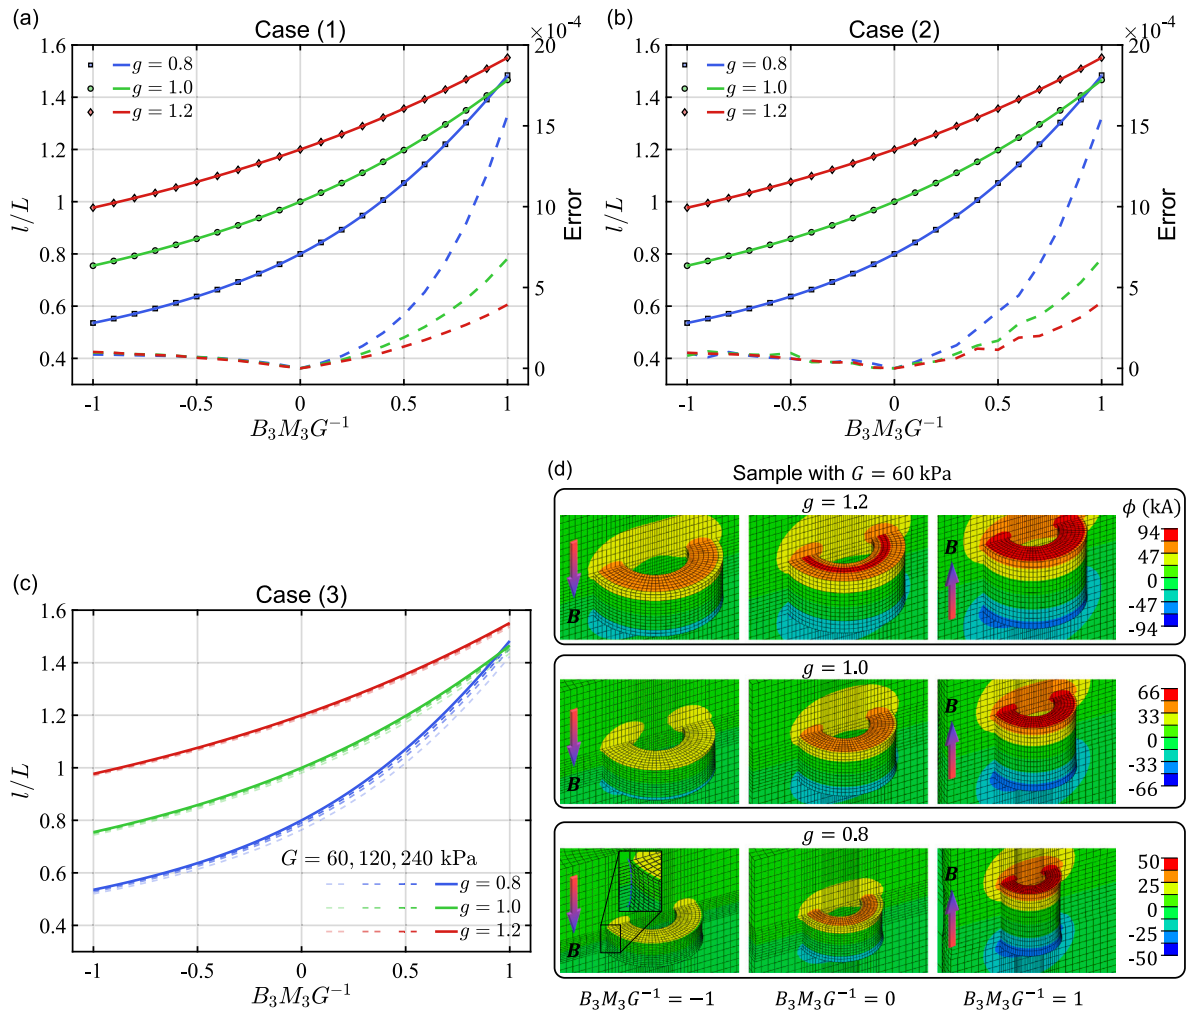 (a)
Case (1)
×10-4
1.6
20
g = 0.8
g = 1.0
g = 1.2
1.4
15
1.2
l/L
1
10
Error
0.8
0.6
5
0.4
0
-1
-0.5
0
0.5
1
B3M3G-1
(b)
Case (2)
×10-4
1.6
20
g = 0.8
g = 1.0
g = 1.2
1.4
15
1.2
l/L
1
10
Error
0.8
0.6
5
0.4
0
-1
-0.5
0
0.5
1
B3M3G-1
(c)
Case (3)
1.6
1.4
1.2
l/L
1
0.8
0.6
0.4
G = 60, 120, 240 kPa
g = 0.8
g = 1.0
g = 1.2
-1
-0.5
0
0.5
1
B3M3G-1
(d)
Sample with G = 60 kPa
g = 1.2
ϕ (kA)
B
B
94
47
0
-47
-94
g = 1.0
B
B
66
33
0
-33
-66
g = 0.8
B
B
50
25
0
-25
-50
B3M3G-1 = -1
B3M3G-1 = 0
B3M3G-1 = 1